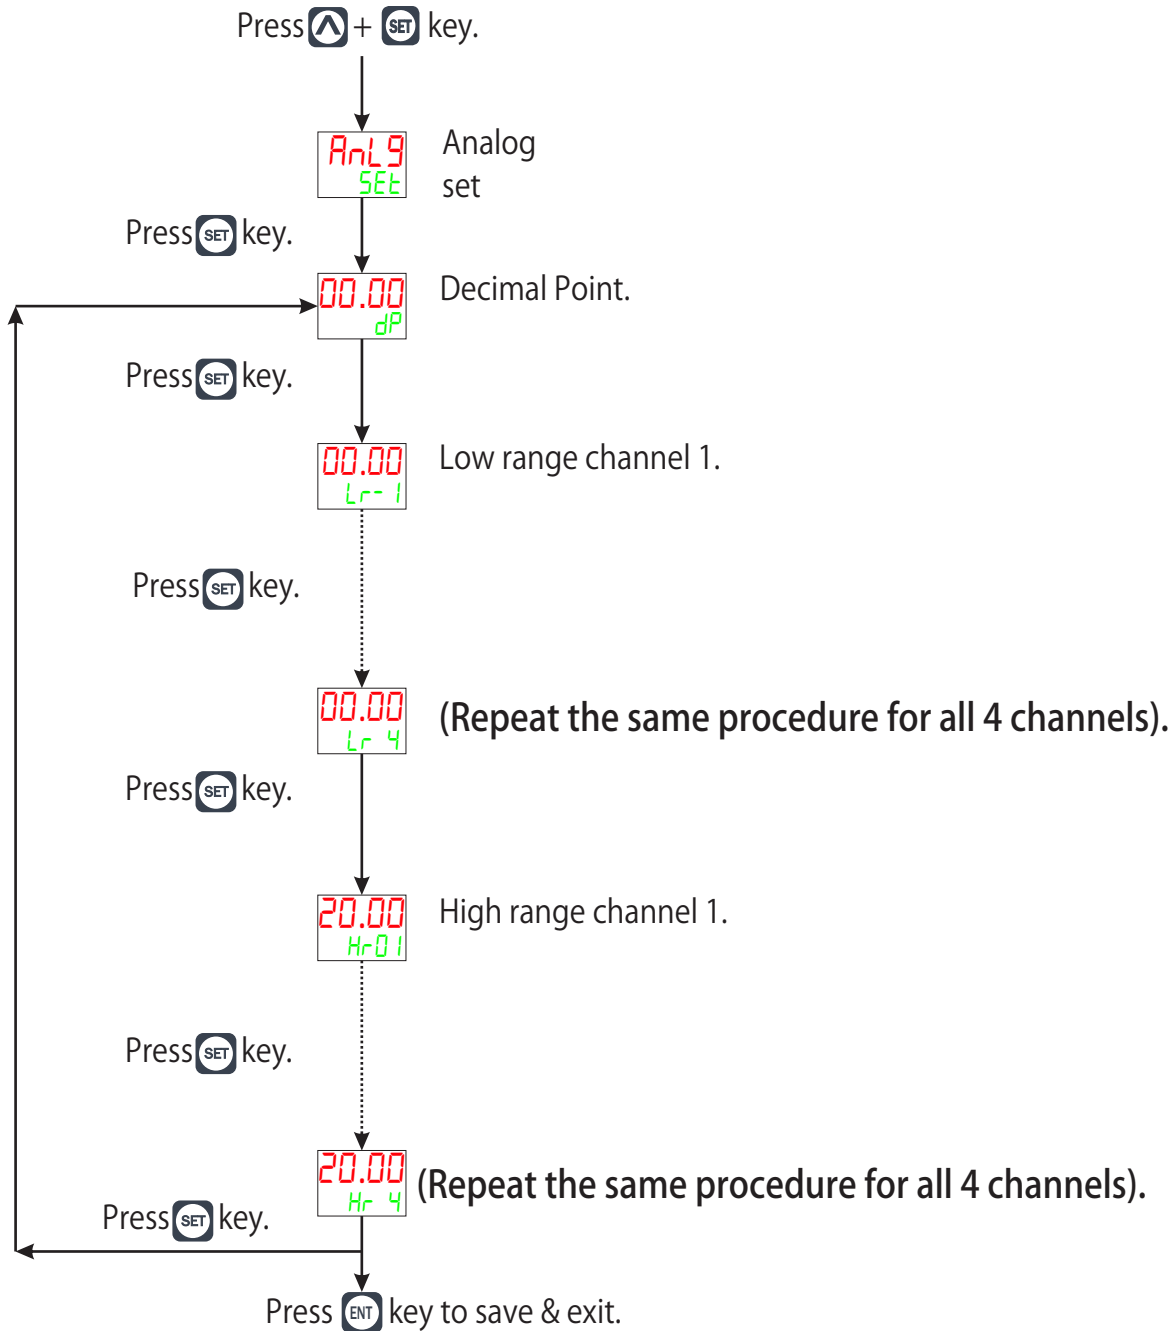 Press SET + SET key.
AnLg
SEt
Analog
set
Press SET key.
00.00
dP
Decimal Point.
Press SET key.
00.00
Lr-1
Low range channel 1.
Press SET key.
00.00
Lr 4
(Repeat the same procedure for all 4 channels).
Press SET key.
20.00
Hr01
High range channel 1.
Press SET key.
20.00
Hr 4
(Repeat the same procedure for all 4 channels).
Press SET key.
Press ENT key to save & exit.